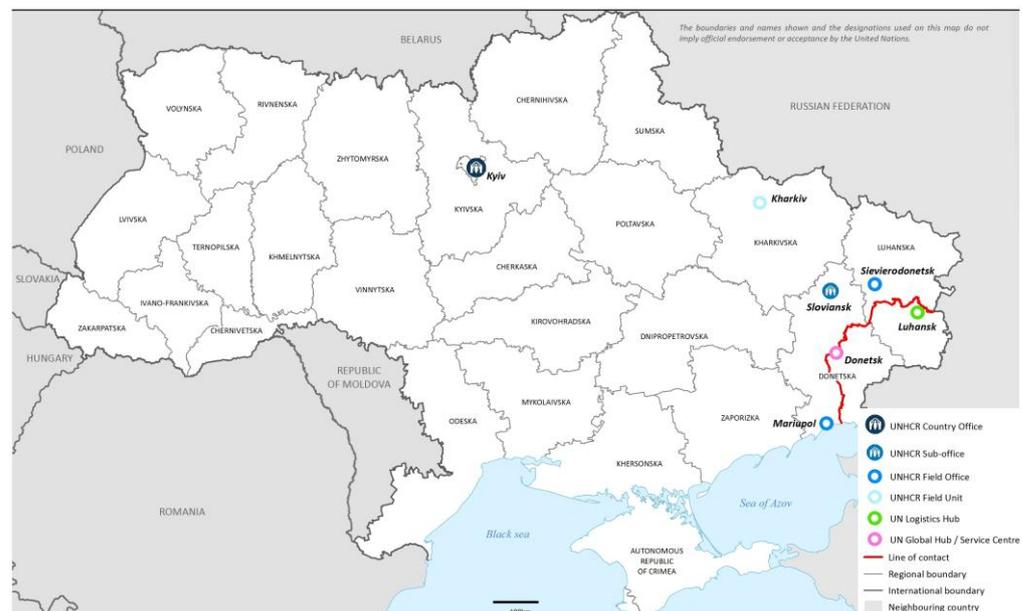 The boundaries and names shown and the designations used on this map do not
imply official endorsement or acceptance by the United Nations.
BELARUS
RUSSIAN FEDERATION
POLAND
VOLYNSKA
RIVNENSKA
ZHYTOMYRSKA
CHERNIHIVSKA
SUMSKA
Kyiv
KYIVSKA
Kharkiv
KHARKIVSKA
POLTAVSKA
LVIVSKA
TERNOPILSKA
KHMELNYTSKA
CHERKASKA
LUHANSKA
Sievierodonetsk
SLOVAKIA
IVANO-FRANKIVSKA
VINNYTSKA
Sloviansk
Luhansk
ZAKARPATSKA
CHERNIVETSKA
KIROVOHRADSKA
DNIPROPETROVSKA
HUNGARY
Donetsk
DONETSKA
REPUBLIC
OF MOLDOVA
MYKOLAIVSKA
ODESKA
ZAPORIZKA
Mariupol
KHERSONSKA
ROMANIA
Black sea
Sea of Azov
AUTONOMOUS
REPUBLIC
OF CRIMEA
UNHCR Country Office
UNHCR Sub-office
UNHCR Field Office
UNHCR Field Unit
UN Logistics Hub
UN Global Hub / Service Centre
Line of contact
Regional boundary
International boundary
Neighbouring country